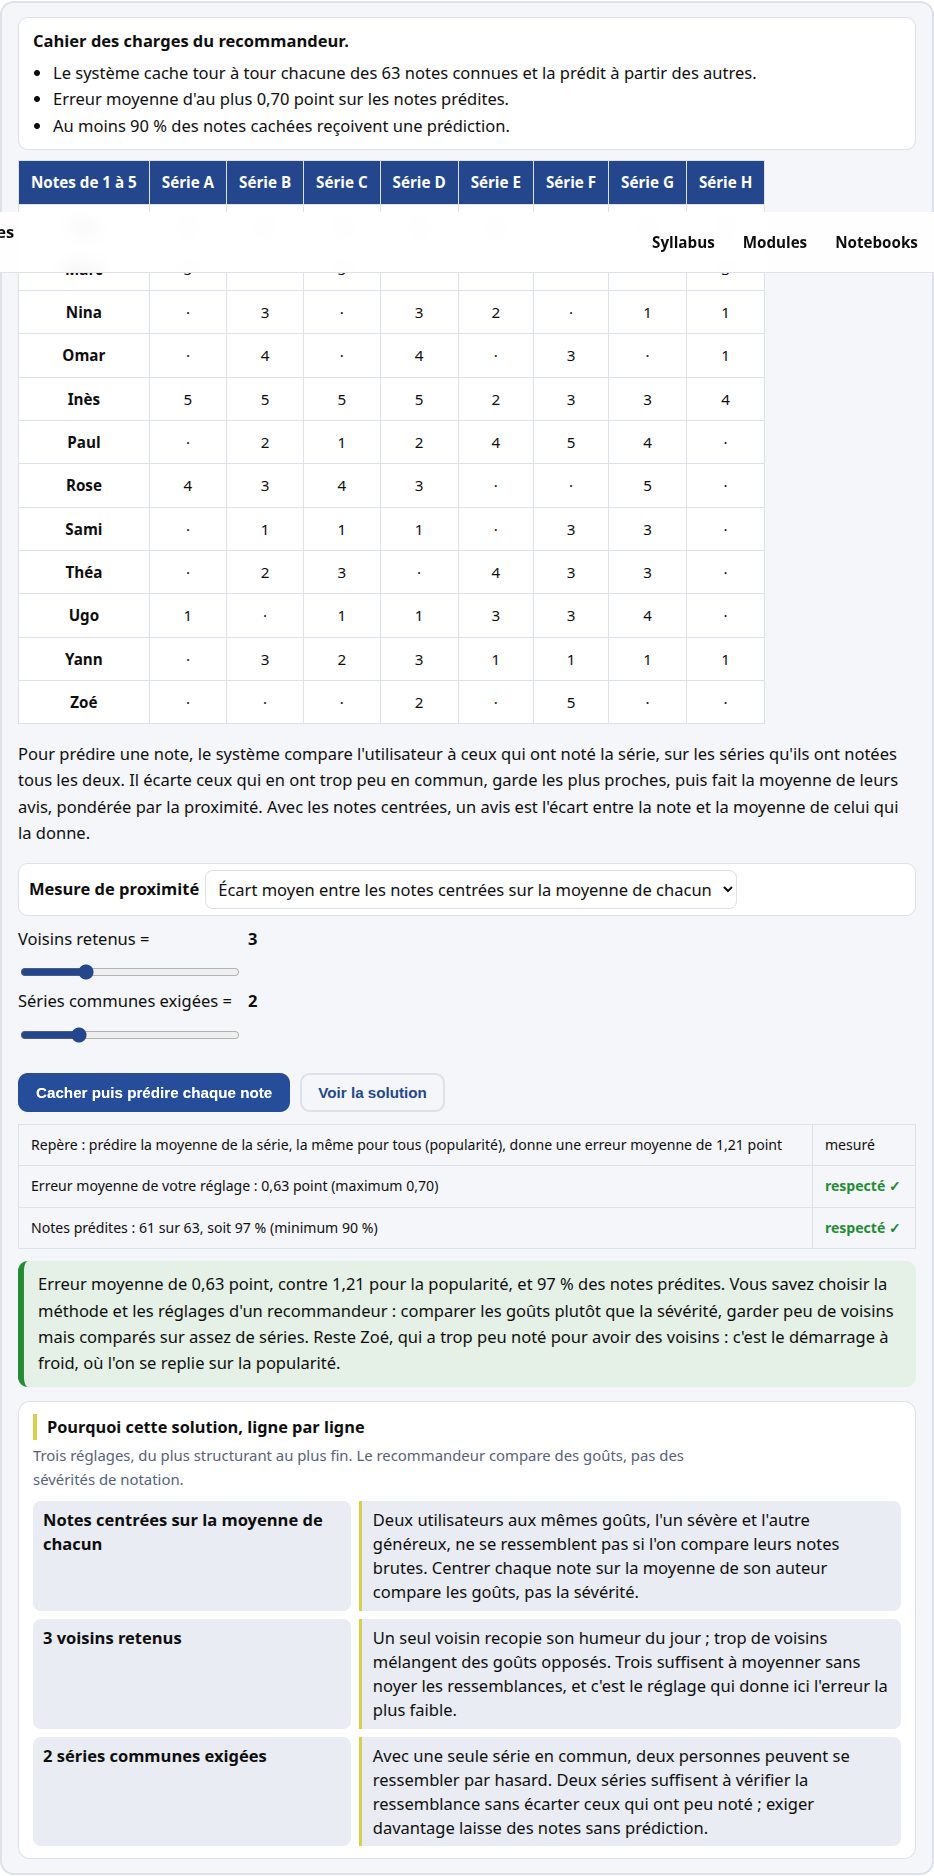 Cahier des charges du recommandeur.
• Le système cache tour à tour chacune des 63 notes connues et la prédit à partir des autres.
• Erreur moyenne d'au plus 0,70 point sur les notes prédites.
• Au moins 90 % des notes cachées reçoivent une prédiction.
Notes de 1 à 5 Série A Série B Série C Série D Série E Série F Série G Série H
es Syllabus Modules Notebooks
Nina · 3 · 3 2 · 1 1
Omar · 4 · 4 · 3 · 1
Inès 5 5 5 5 2 3 3 4
Paul · 2 1 2 4 5 4 ·
Rose 4 3 4 3 · · 5 ·
Sami · 1 1 1 · 3 3 ·
Théa · 2 3 · 4 3 3 ·
Ugo 1 · 1 1 3 3 4 ·
Yann · 3 2 3 1 1 1 1
Zoé · · · 2 · 5 · ·
Pour prédire une note, le système compare l'utilisateur à ceux qui ont noté la série, sur les séries qu'ils ont notées
tous les deux. Il écarte ceux qui en ont trop peu en commun, garde les plus proches, puis fait la moyenne de leurs
avis, pondérée par la proximité. Avec les notes centrées, un avis est l'écart entre la note et la moyenne de celui qui
la donne.
Mesure de proximité Écart moyen entre les notes centrées sur la moyenne de chacun
Voisins retenus = 3
Séries communes exigées = 2
Cacher puis prédire chaque note Voir la solution
Repère : prédire la moyenne de la série, la même pour tous (popularité), donne une erreur moyenne de 1,21 point mesuré
Erreur moyenne de votre réglage : 0,63 point (maximum 0,70) respecté ✓
Notes prédites : 61 sur 63, soit 97 % (minimum 90 %) respecté ✓
Erreur moyenne de 0,63 point, contre 1,21 pour la popularité, et 97 % des notes prédites. Vous savez choisir la
méthode et les réglages d'un recommandeur : comparer les goûts plutôt que la sévérité, garder peu de voisins
mais comparés sur assez de séries. Reste Zoé, qui a trop peu noté pour avoir des voisins : c'est le démarrage à
froid, où l'on se replie sur la popularité.
Pourquoi cette solution, ligne par ligne
Trois réglages, du plus structurant au plus fin. Le recommandeur compare des goûts, pas des
sévérités de notation.
Notes centrées sur la moyenne de
chacun
Deux utilisateurs aux mêmes goûts, l'un sévère et l'autre
généreux, ne se ressemblent pas si l'on compare leurs notes
brutes. Centrer chaque note sur la moyenne de son auteur
compare les goûts, pas la sévérité.
3 voisins retenus
Un seul voisin recopie son humeur du jour ; trop de voisins
mélangent des goûts opposés. Trois suffisent à moyenner sans
noyer les ressemblances, et c'est le réglage qui donne ici l'erreur la
plus faible.
2 séries communes exigées
Avec une seule série en commun, deux personnes peuvent se
ressembler par hasard. Deux séries suffisent à vérifier la
ressemblance sans écarter ceux qui ont peu noté ; exiger
davantage laisse des notes sans prédiction.